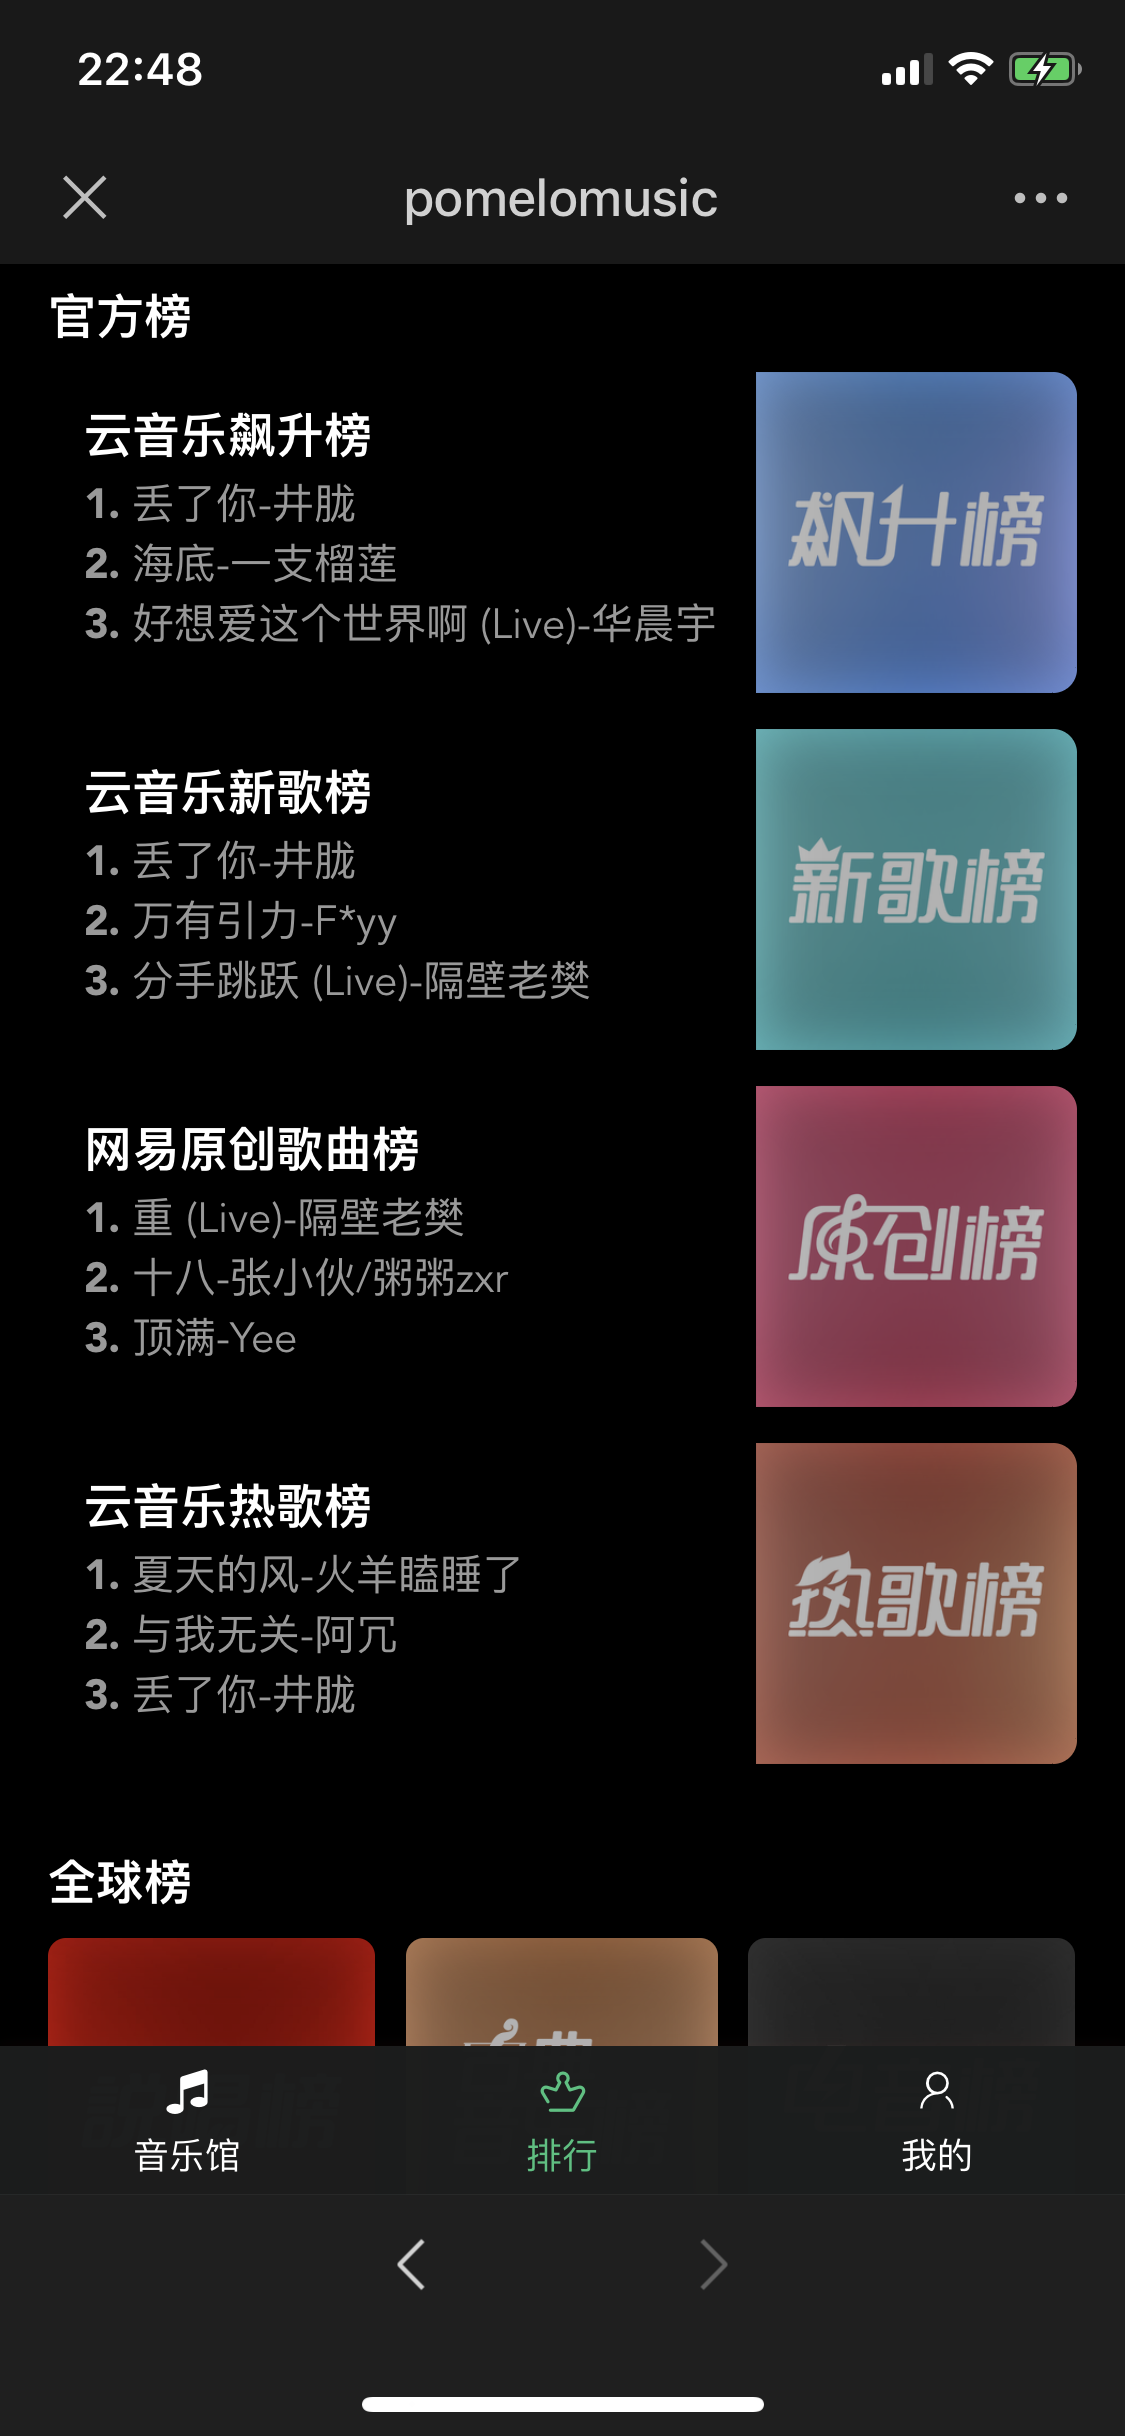 22:48
pomelomusic
官方榜
云音乐飙升榜
1. 丢了你-井胧
2. 海底-一支榴莲
3. 好想爱这个世界啊 (Live)-华晨宇
飙升榜
云音乐新歌榜
1. 丢了你-井胧
2. 万有引力-F*yy
3. 分手跳跃 (Live)-隔壁老樊
新歌榜
网易原创歌曲榜
1. 重 (Live)-隔壁老樊
2. 十八-张小伙/粥粥zxr
3. 顶满-Yee
原创榜
云音乐热歌榜
1. 夏天的风-火羊瞌睡了
2. 与我无关-阿冗
3. 丢了你-井胧
热歌榜
全球榜
音乐馆
排行
我的